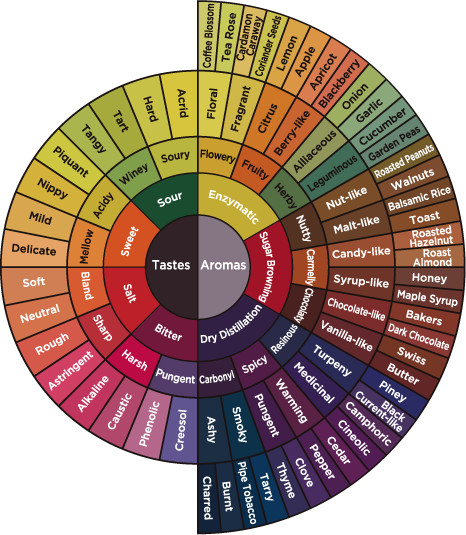 Tastes
Aromas
Sour
Sweet
Salt
Bitter
Enzymatic
Sugar Browning
Dry Distillation
Soury
Winey
Acidy
Mellow
Bland
Sharp
Harsh
Pungent
Acrid
Hard
Tart
Tangy
Piquant
Nippy
Mild
Delicate
Soft
Neutral
Rough
Astringent
Alkaline
Caustic
Phenolic
Creosol
Flowery
Fruity
Herby
Nutty
Carmelly
Choclaty
Resinous
Spicy
Carbonyl
Floral
Fragrant
Citrus
Berry-like
Alliaceous
Leguminous
Nut-like
Malt-like
Candy-like
Syrup-like
Chocolate-like
Vanilla-like
Turpeny
Medicinal
Warming
Pungent
Smoky
Ashy
Coffee Blossom
Tea Rose
Cardamon
Caraway
Coriander Seeds
Lemon
Apple
Apricot
Blackberry
Onion
Garlic
Cucumber
Garden Peas
Roasted Peanuts
Walnuts
Balsamic Rice
Toast
Roasted
Hazelnut
Roast
Almond
Honey
Maple Syrup
Bakers
Dark Chocolate
Swiss
Butter
Piney
Black
Current-like
Camphoric
Cineolic
Cedar
Pepper
Clove
Thyme
Tarry
Pipe Tobacco
Burnt
Charred